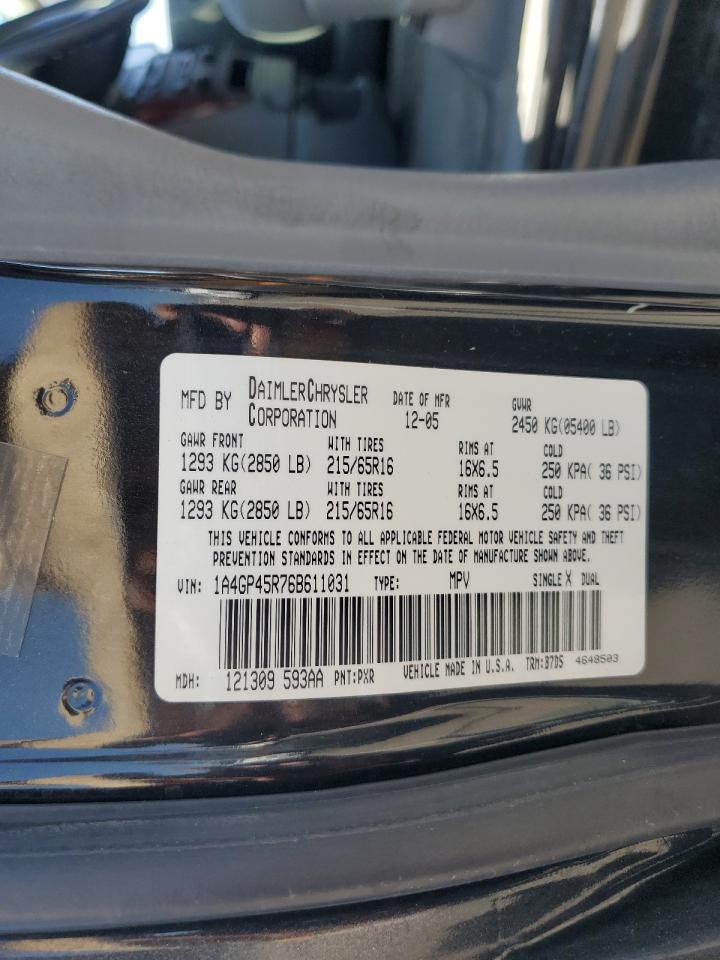 MFD BY DAIMLERCHRYSLER CORPORATION DATE OF MFR 12-05 GVWR 2450 KG(05400 LB)
GAWR FRONT WITH TIRES RIMS AT COLD
1293 KG(2850 LB) 215/65R16 16X6.5 250 KPA( 36 PSI)
GAWR REAR WITH TIRES RIMS AT COLD
1293 KG(2850 LB) 215/65R16 16X6.5 250 KPA( 36 PSI)
THIS VEHICLE CONFORMS TO ALL APPLICABLE FEDERAL MOTOR VEHICLE SAFETY AND THEFT
PREVENTION STANDARDS IN EFFECT ON THE DATE OF MANUFACTURE SHOWN ABOVE.
VIN: 1A4GP45R76B611031 TYPE: MPV SINGLE X DUAL
MDH: 121309 593AA PNT:PXR VEHICLE MADE IN U.S.A. TRM:B7D5 4648503